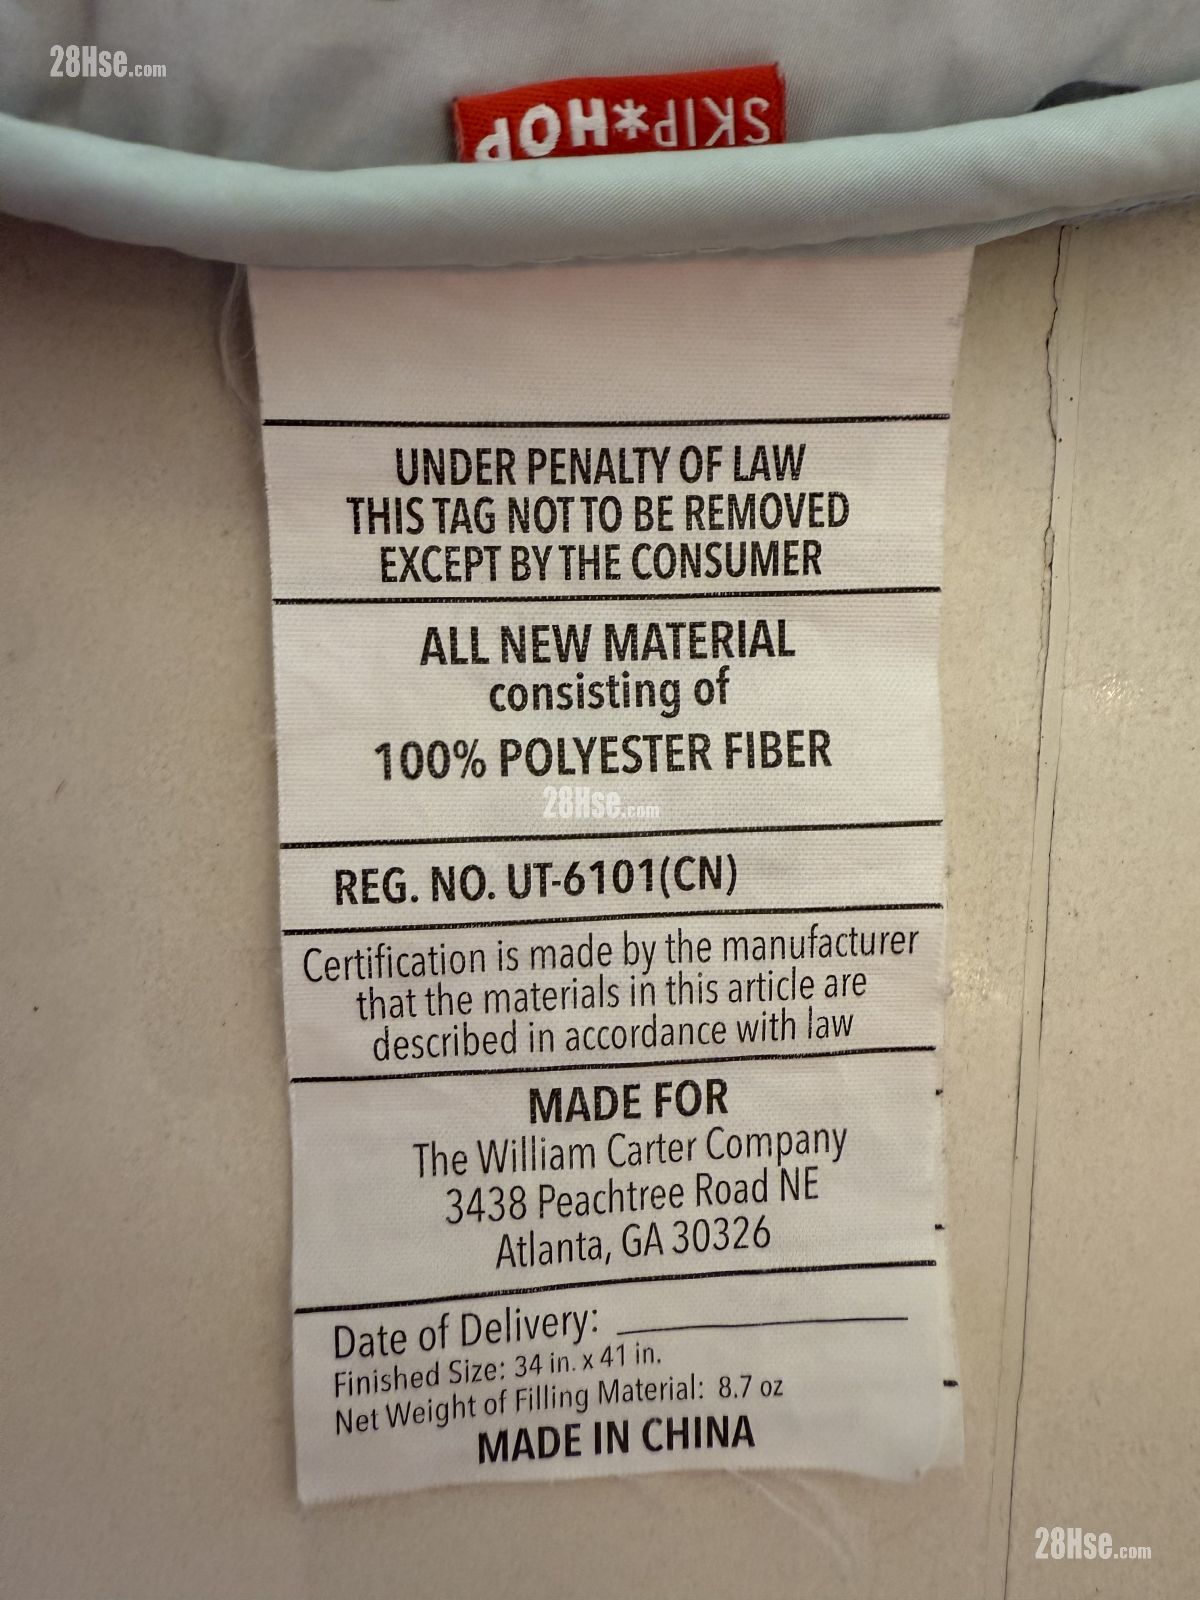 28Hse.com
SKIP*HOP
UNDER PENALTY OF LAW
THIS TAG NOT TO BE REMOVED
EXCEPT BY THE CONSUMER
ALL NEW MATERIAL
consisting of
100% POLYESTER FIBER
28Hse.com
REG. NO. UT-6101(CN)
Certification is made by the manufacturer
that the materials in this article are
described in accordance with law
MADE FOR
The William Carter Company
3438 Peachtree Road NE
Atlanta, GA 30326
Date of Delivery:
Finished Size: 34 in. x 41 in.
Net Weight of Filling Material: 8.7 oz
MADE IN CHINA
28Hse.com